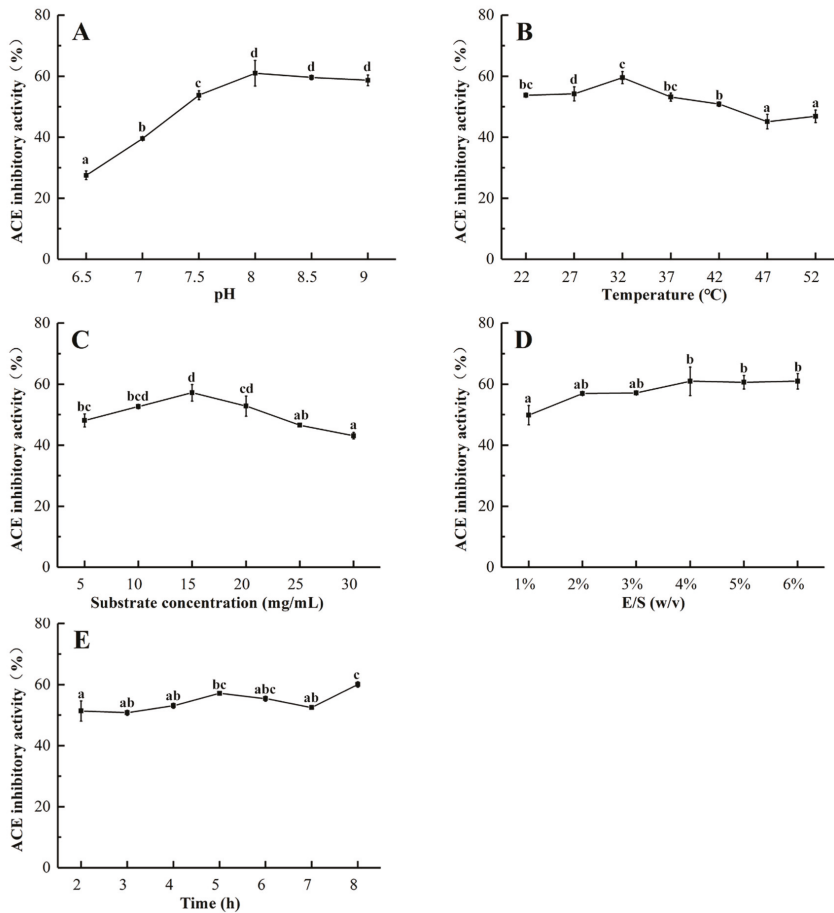 A
ACE inhibitory activity（%）
80
60
40
20
0
a
b
c
d
d
d
6.5 7 7.5 8 8.5 9
pH
B
ACE inhibitory activity（%）
80
60
40
20
0
bc
d
c
bc
b
a
a
22 27 32 37 42 47 52
Temperature (°C)
C
ACE inhibitory activity（%）
80
60
40
20
0
bc
bcd
d
cd
ab
a
5 10 15 20 25 30
Substrate concentration (mg/mL)
D
ACE inhibitory activity（%）
80
60
40
20
0
a
ab
ab
b
b
b
1% 2% 3% 4% 5% 6%
E/S (w/v)
E
ACE inhibitory activity（%）
80
60
40
20
0
a
ab
ab
bc
abc
ab
c
2 3 4 5 6 7 8
Time (h)